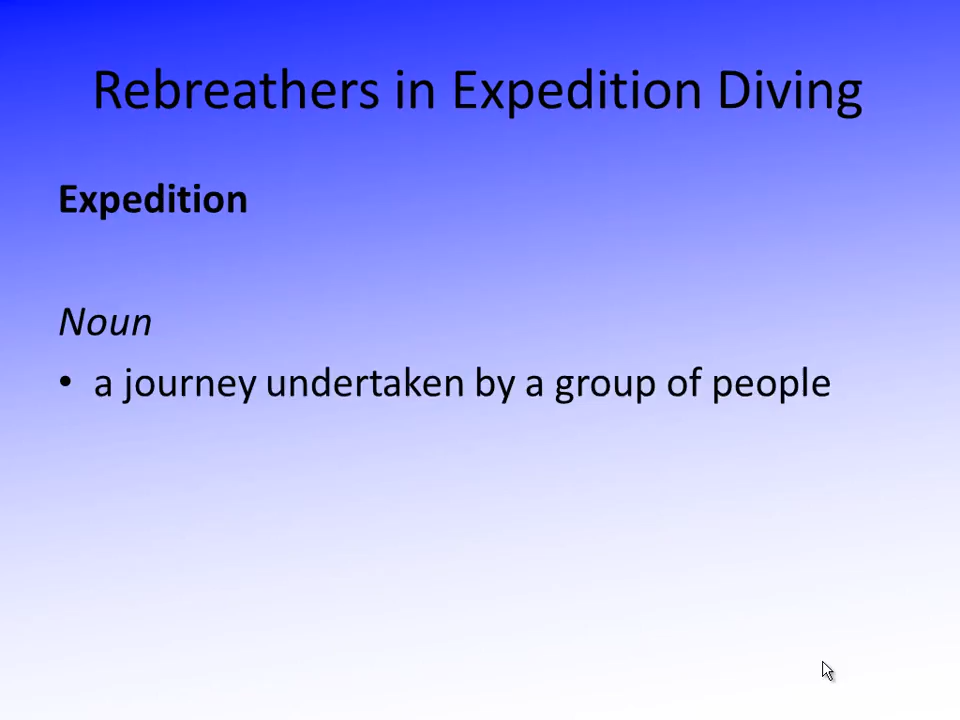 Rebreathers in Expedition Diving
Expedition
Noun
• a journey undertaken by a group of people